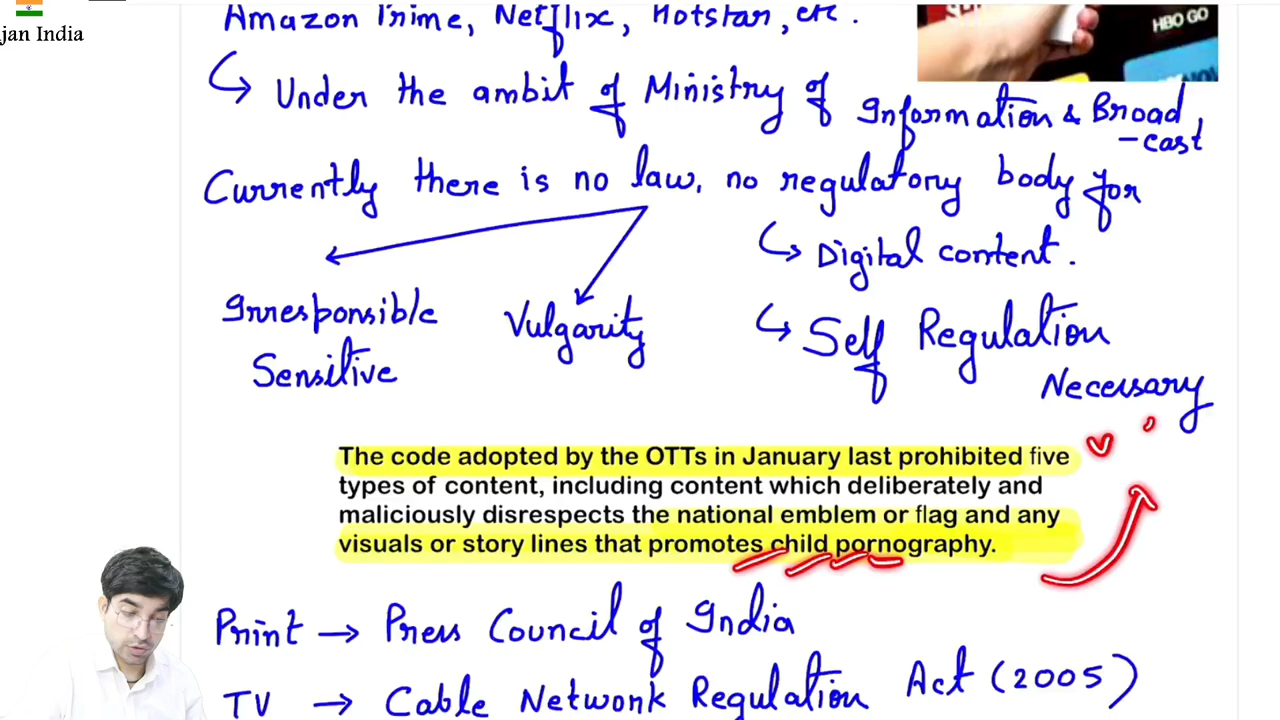 jan India
Amazon Prime, Netflix, Hotstar, etc.
HBO GO
Under the ambit of Ministry of Information & Broad
-cast
Currently there is no law, no regulatory body for
Digital content.
Irresponsible
Sensitive
Vulgarity
Self Regulation
Necessary
The code adopted by the OTTs in January last prohibited five
types of content, including content which deliberately and
maliciously disrespects the national emblem or flag and any
visuals or story lines that promotes child pornography.
Print → Press Council of India
TV → Cable Network Regulation Act (2005)